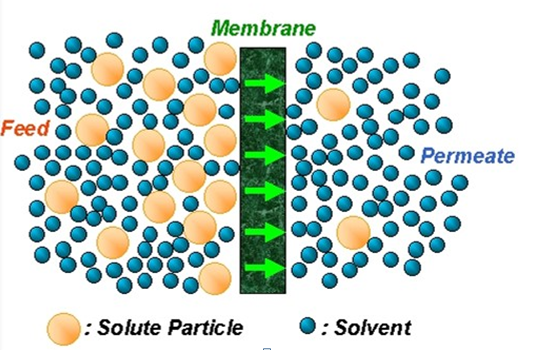 Membrane
Feed
Permeate
: Solute Particle
: Solvent